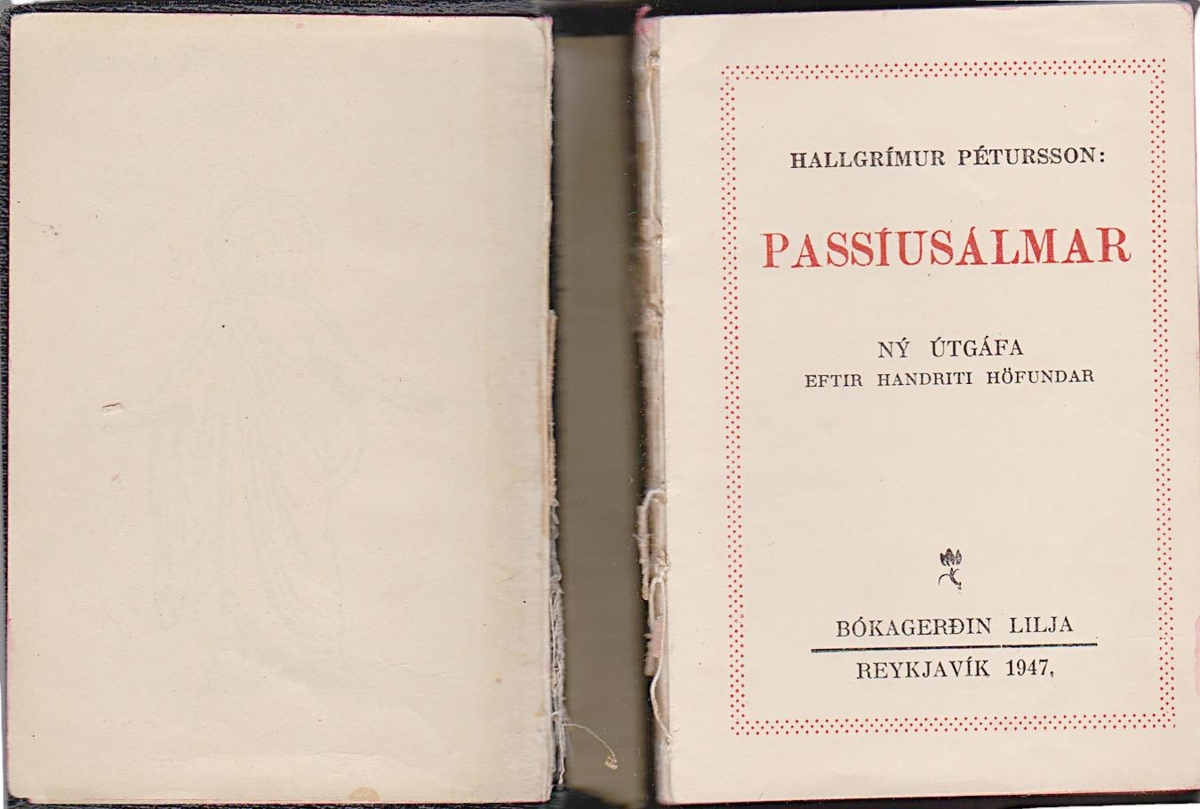 HALLGRÍMUR PÉTURSSON:
PASSÍUSÁLMAR
NÝ ÚTGÁFA
EFTIR HANDRITI HÖFUNDAR
BÓKAGERÐIN LILJA
REYKJAVÍK 1947,